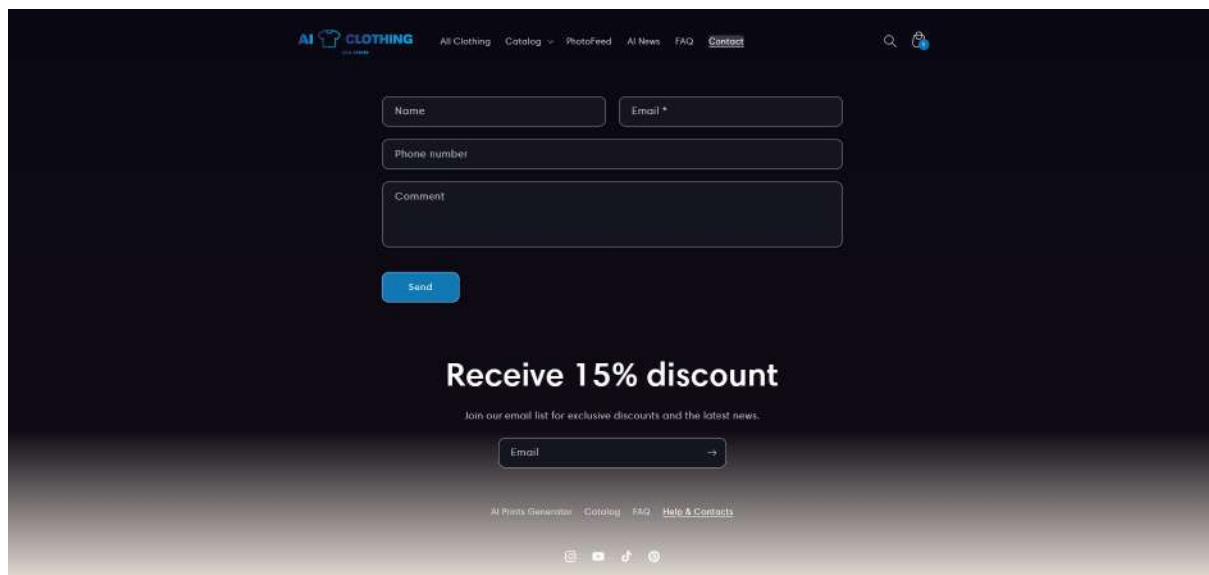 AI CLOTHING
All Clothing Catalog PhotoFeed AI News FAQ Contact
Name Email *
Phone number
Comment
Send
Receive 15% discount
Join our email list for exclusive discounts and the latest news.
Email
AI Prints Generator Catalog FAQ Help & Contacts